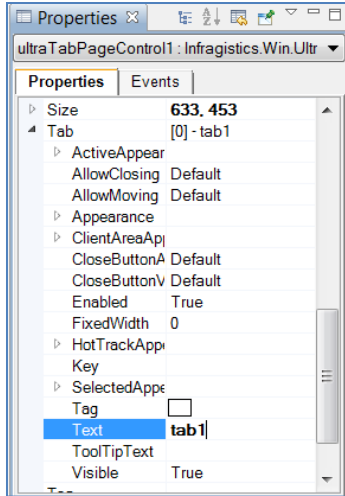 Properties
ultraTabPageControl1 : Infragistics.Win.Ultr
Properties Events
Size 633, 453
Tab [0] - tab1
ActiveAppear
AllowClosing Default
AllowMoving Default
Appearance
ClientAreaAp
CloseButtonA Default
CloseButtonV Default
Enabled True
FixedWidth 0
HotTrackAppe
Key
SelectedAppe
Tag
Text tab1
ToolTipText
Visible True